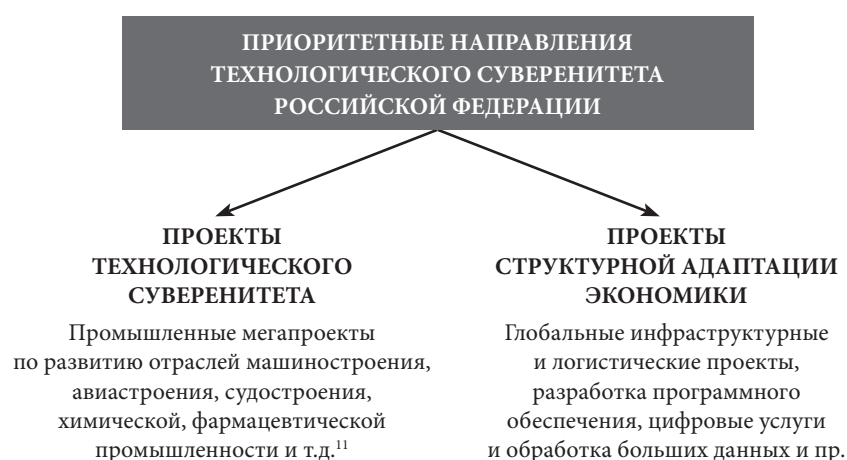 ПРИОРИТЕТНЫЕ НАПРАВЛЕНИЯ
ТЕХНОЛОГИЧЕСКОГО СУВЕРЕНИТЕТА
РОССИЙСКОЙ ФЕДЕРАЦИИ
ПРОЕКТЫ
ТЕХНОЛОГИЧЕСКОГО
СУВЕРЕНИТЕТА
Промышленные мегапроекты
по развитию отраслей машиностроения,
авиастроения, судостроения,
химической, фармацевтической
промышленности и т.д.¹¹
ПРОЕКТЫ
СТРУКТУРНОЙ АДАПТАЦИИ
ЭКОНОМИКИ
Глобальные инфраструктурные
и логистические проекты,
разработка программного
обеспечения, цифровые услуги
и обработка больших данных и пр.